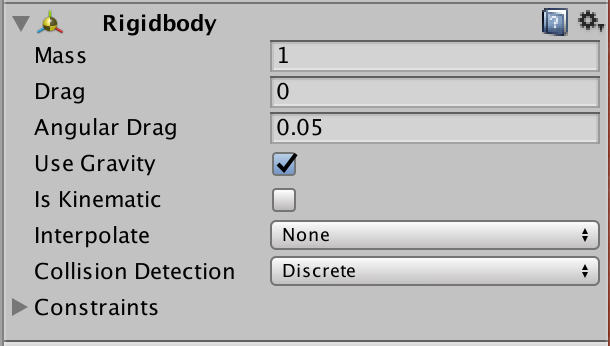 Rigidbody
Mass 1
Drag 0
Angular Drag 0.05
Use Gravity
Is Kinematic
Interpolate None
Collision Detection Discrete
Constraints